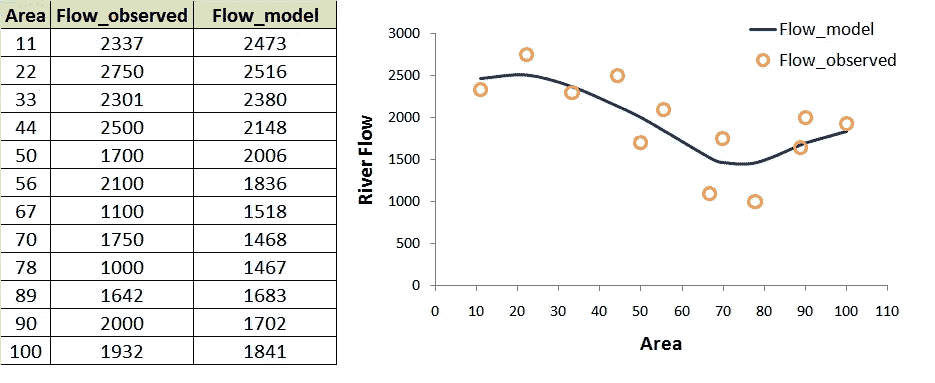 Area Flow_observed Flow_model
11 2337 2473
22 2750 2516
33 2301 2380
44 2500 2148
50 1700 2006
56 2100 1836
67 1100 1518
70 1750 1468
78 1000 1467
89 1642 1683
90 2000 1702
100 1932 1841
Flow_model
Flow_observed
River Flow
3000
2500
2000
1500
1000
500
0
0 10 20 30 40 50 60 70 80 90 100 110
Area